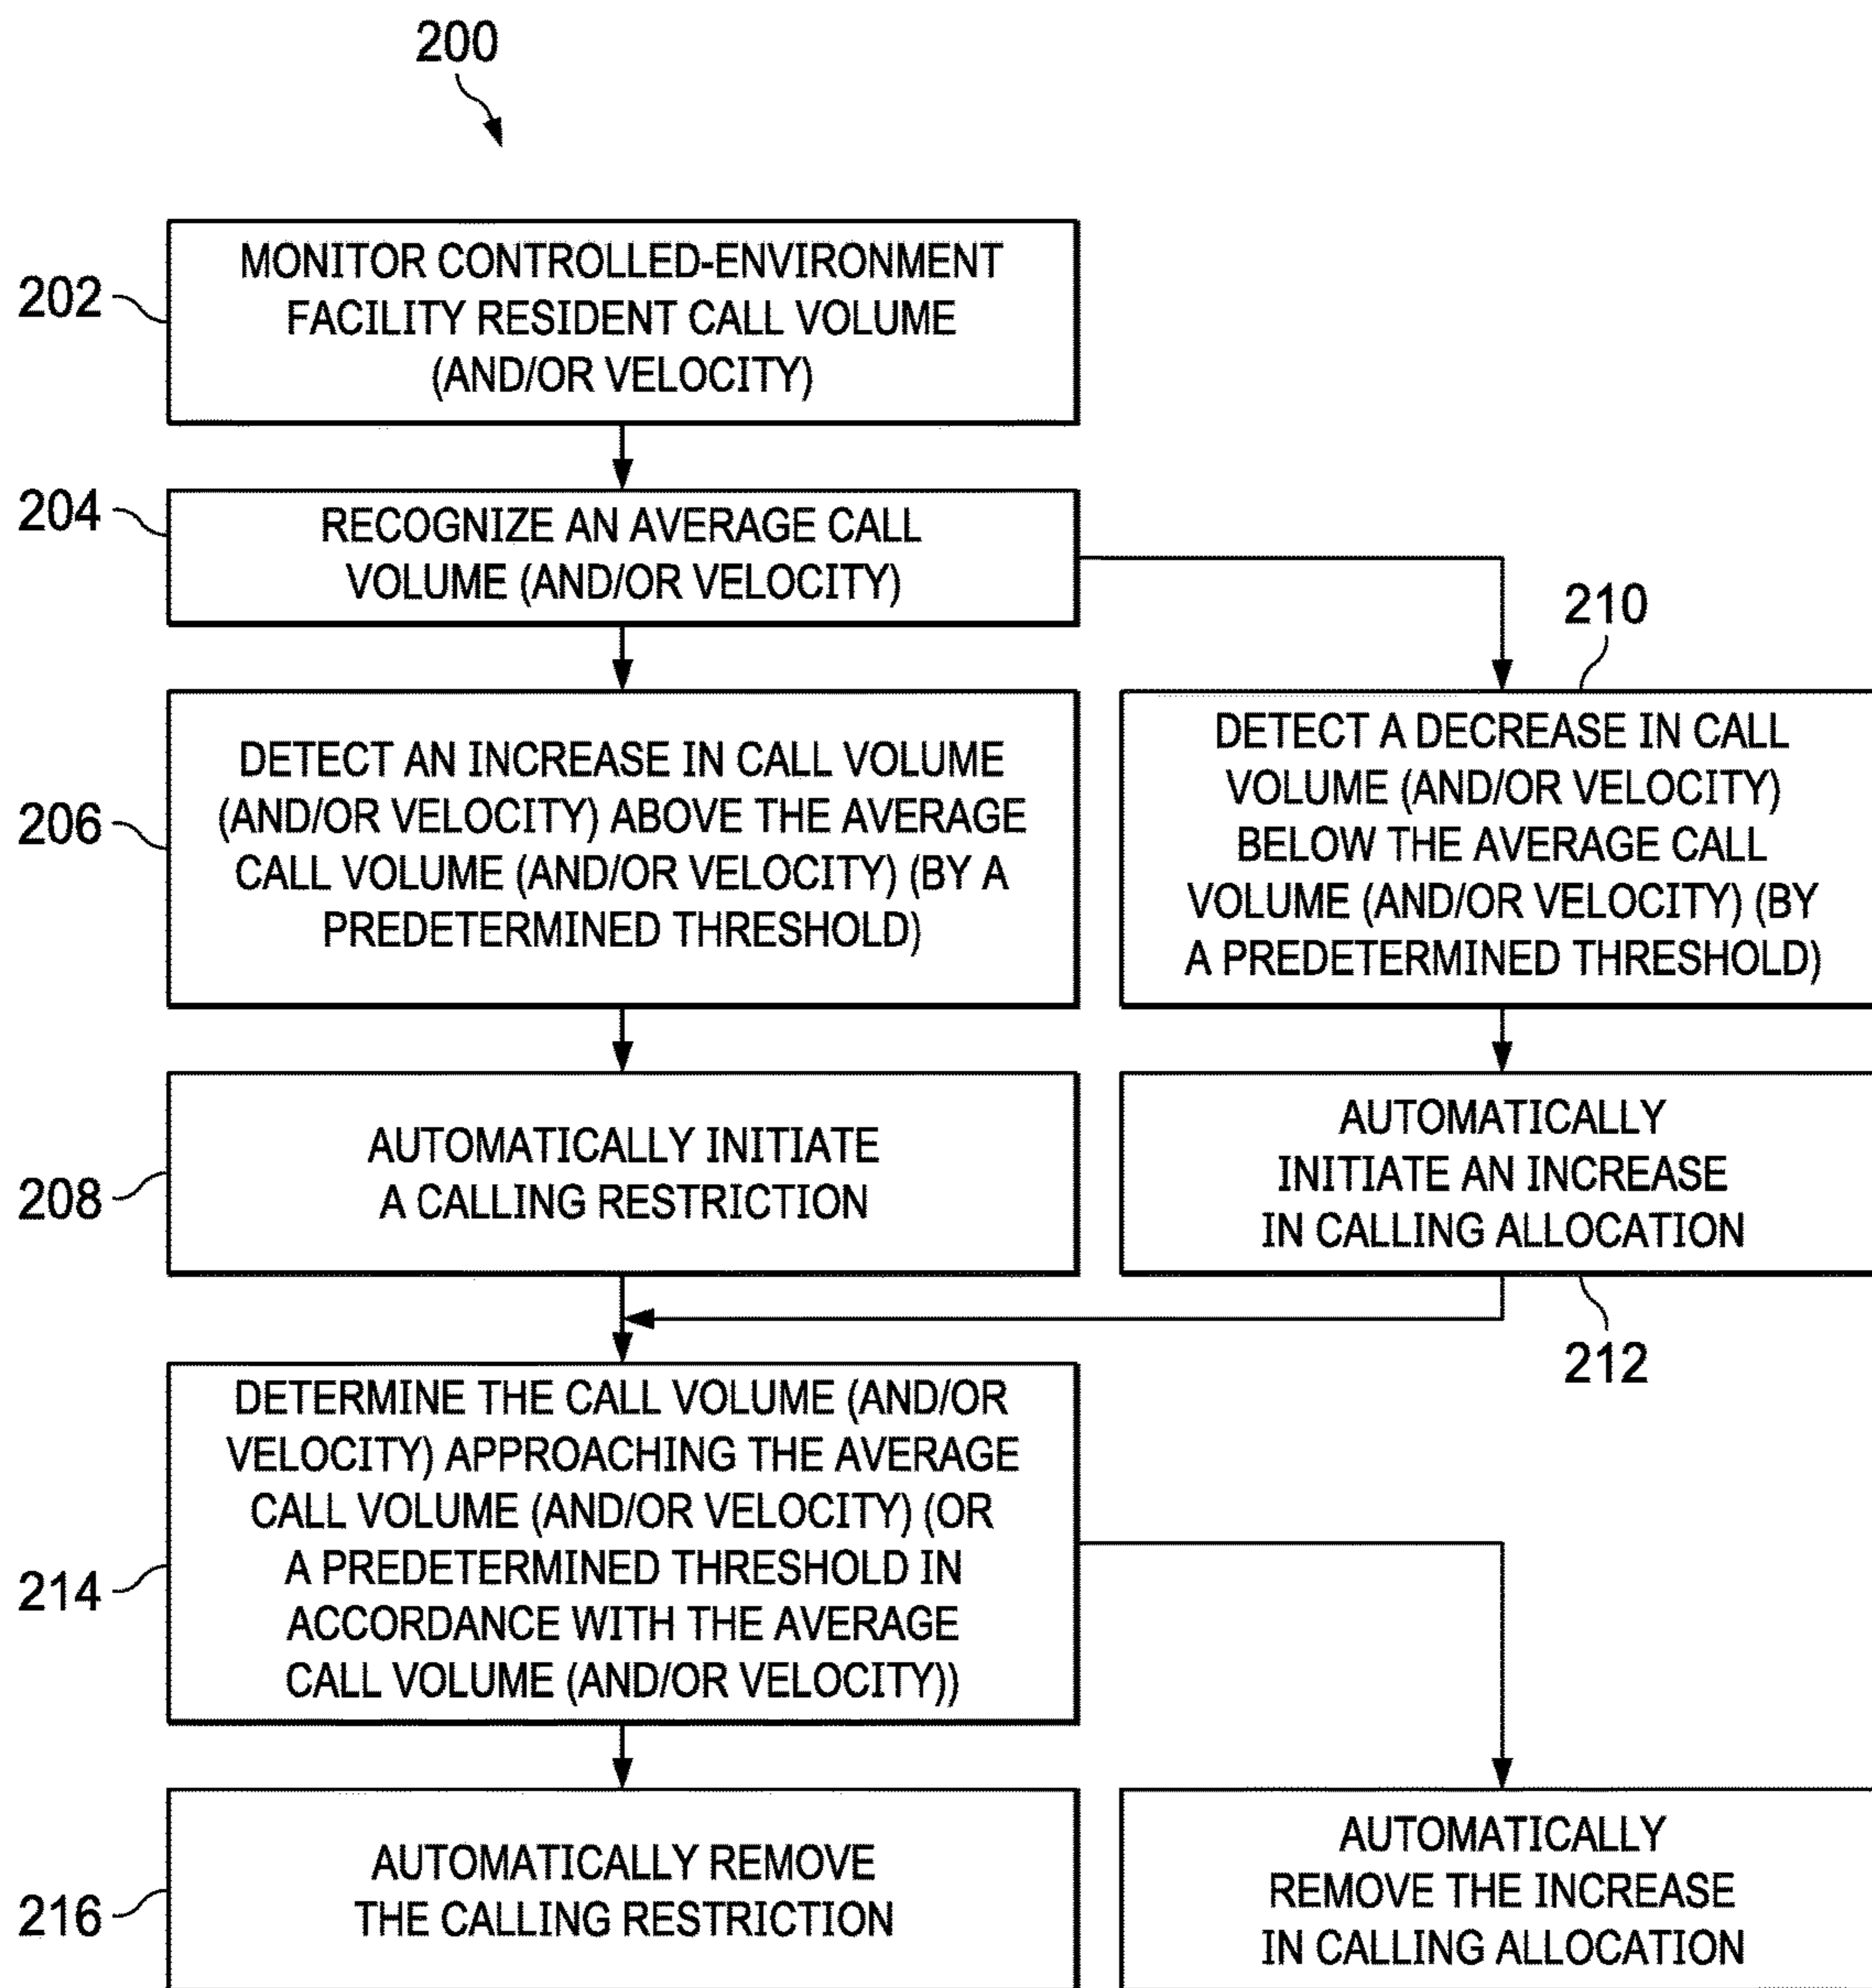 200
202
MONITOR CONTROLLED-ENVIRONMENT
FACILITY RESIDENT CALL VOLUME
(AND/OR VELOCITY)
204
RECOGNIZE AN AVERAGE CALL
VOLUME (AND/OR VELOCITY)
206
DETECT AN INCREASE IN CALL VOLUME
(AND/OR VELOCITY) ABOVE THE AVERAGE
CALL VOLUME (AND/OR VELOCITY) (BY A
PREDETERMINED THRESHOLD)
210
DETECT A DECREASE IN CALL
VOLUME (AND/OR VELOCITY)
BELOW THE AVERAGE CALL
VOLUME (AND/OR VELOCITY) (BY
A PREDETERMINED THRESHOLD)
208
AUTOMATICALLY INITIATE
A CALLING RESTRICTION
AUTOMATICALLY
INITIATE AN INCREASE
IN CALLING ALLOCATION
212
214
DETERMINE THE CALL VOLUME (AND/OR
VELOCITY) APPROACHING THE AVERAGE
CALL VOLUME (AND/OR VELOCITY) (OR
A PREDETERMINED THRESHOLD IN
ACCORDANCE WITH THE AVERAGE
CALL VOLUME (AND/OR VELOCITY))
216
AUTOMATICALLY REMOVE
THE CALLING RESTRICTION
AUTOMATICALLY
REMOVE THE INCREASE
IN CALLING ALLOCATION